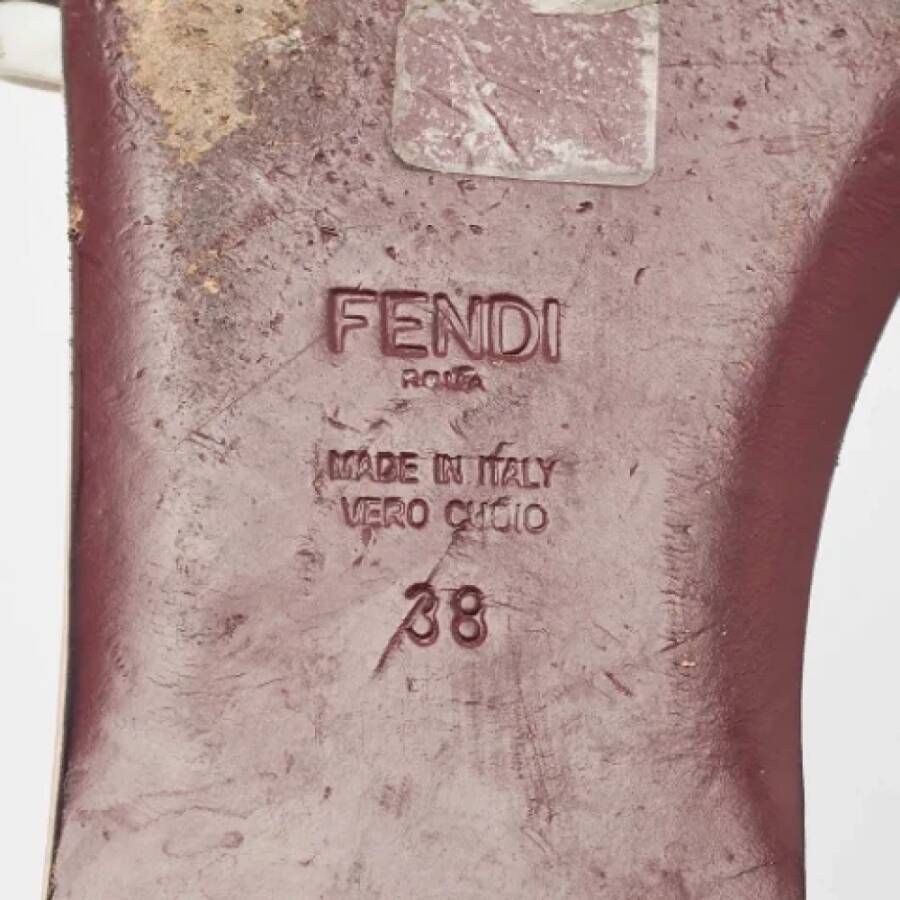 FENDI
ROMA
MADE IN ITALY
VERO CUOIO
38